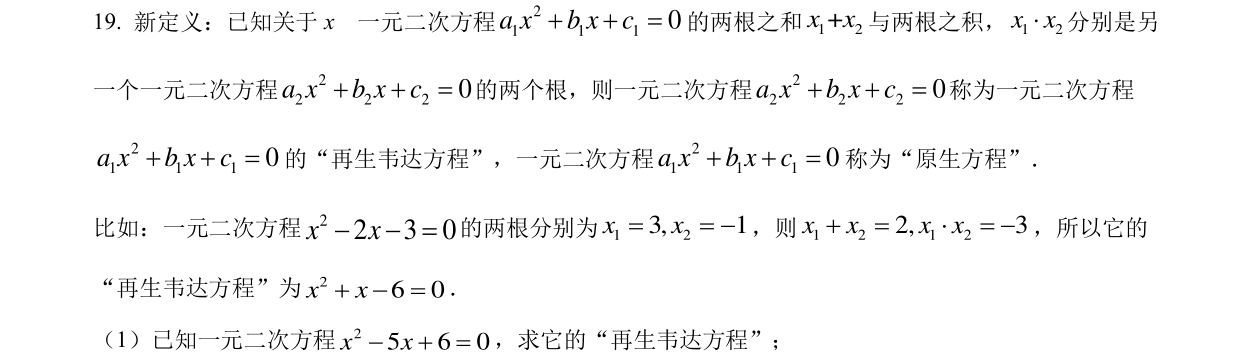 19. 新定义：已知关于 x 一元二次方程 a₁x² + b₁x + c₁ = 0 的两根之和 x₁+x₂ 与两根之积，x₁·x₂ 分别是另
一个一元二次方程 a₂x² + b₂x + c₂ = 0 的两个根，则一元二次方程 a₂x² + b₂x + c₂ = 0 称为一元二次方程
a₁x² + b₁x + c₁ = 0 的“再生韦达方程”，一元二次方程 a₁x² + b₁x + c₁ = 0 称为“原生方程”．
比如：一元二次方程 x² − 2x − 3 = 0 的两根分别为 x₁ = 3, x₂ = −1，则 x₁ + x₂ = 2, x₁·x₂ = −3，所以它的
“再生韦达方程”为 x² + x − 6 = 0．
（1）已知一元二次方程 x² − 5x + 6 = 0，求它的“再生韦达方程”；